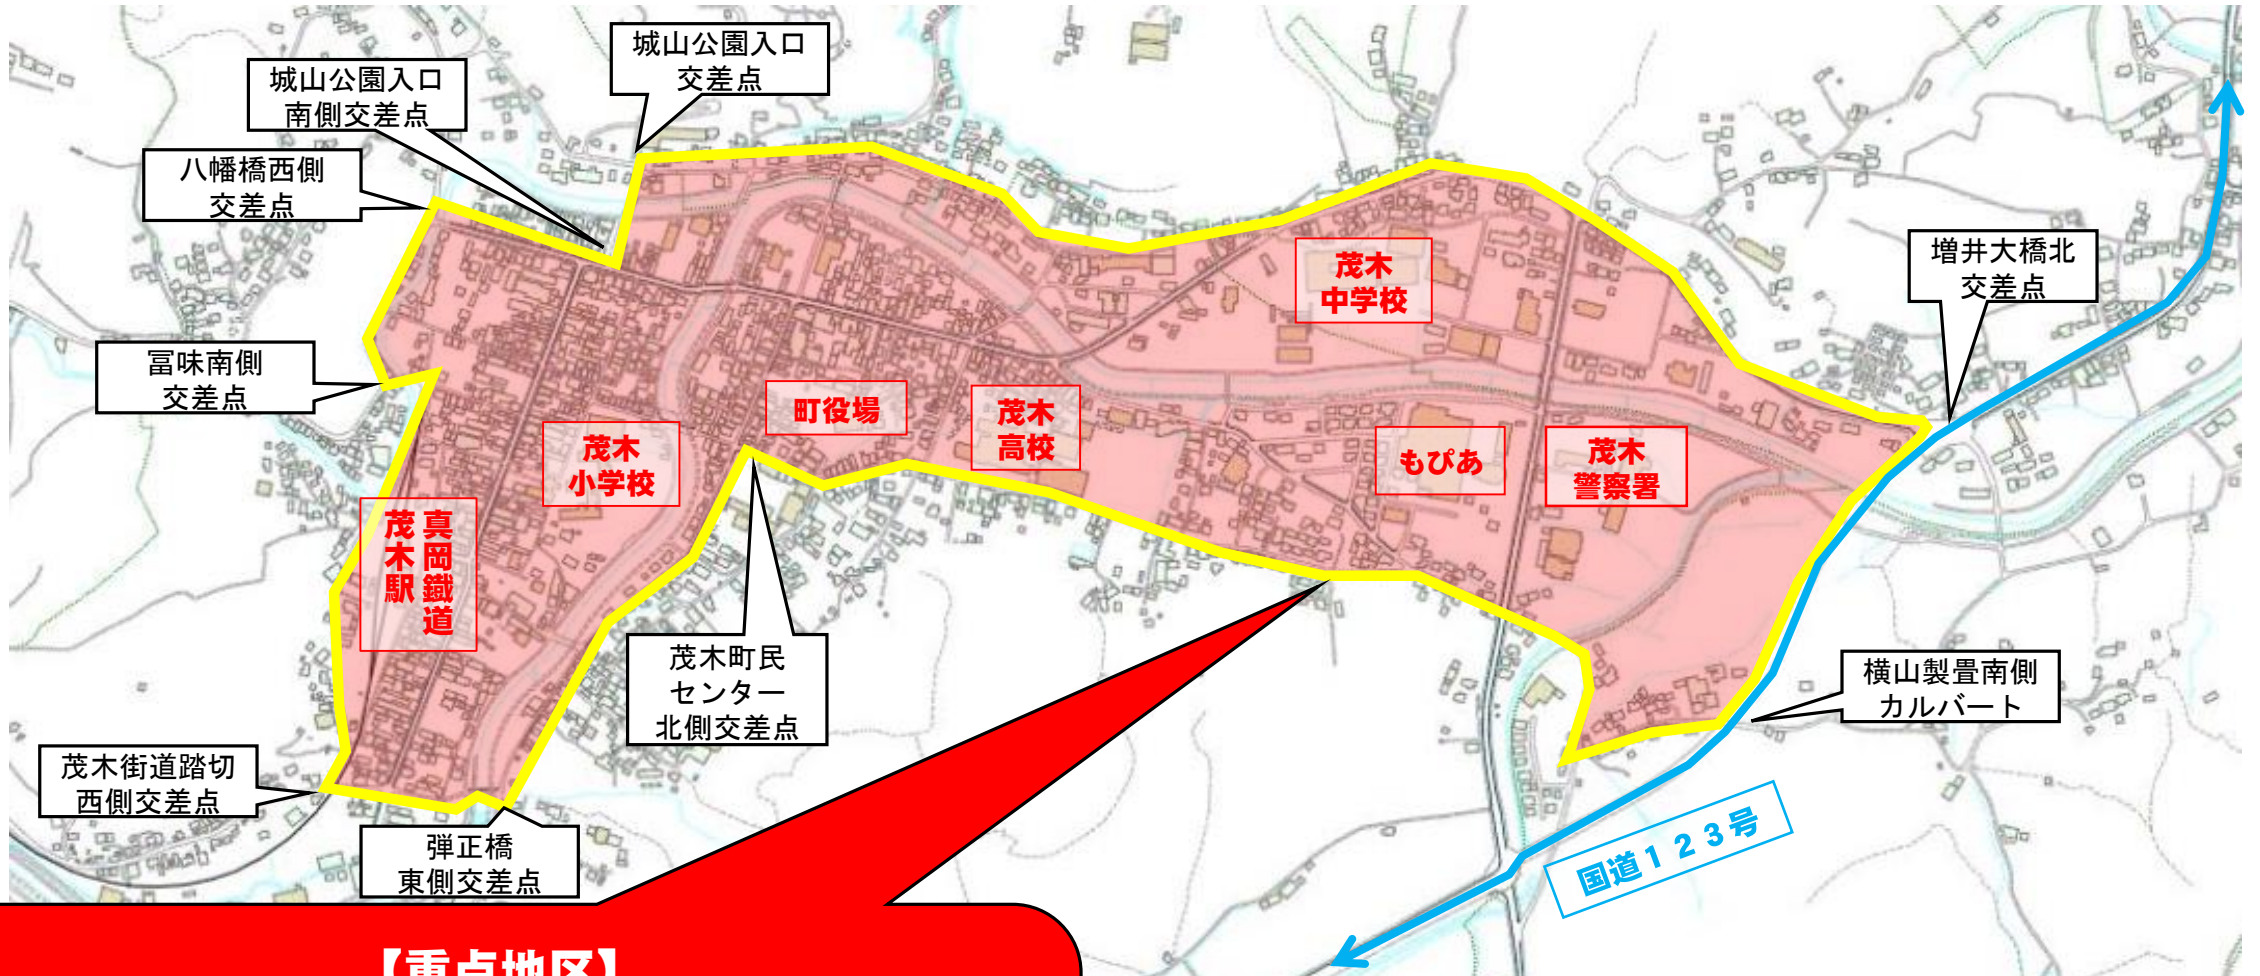 城山公園入口
交差点
城山公園入口
南側交差点
八幡橋西側
交差点
冨味南側
交差点
茂木
中学校
増井大橋北
交差点
町役場
茂木
高校
茂木
小学校
もぴあ
茂木
警察署
真岡鐵道
茂木駅
茂木町民
センター
北側交差点
横山製畳南側
カルバート
茂木街道踏切
西側交差点
弾正橋
東側交差点
国道１２３号
【重点地区】